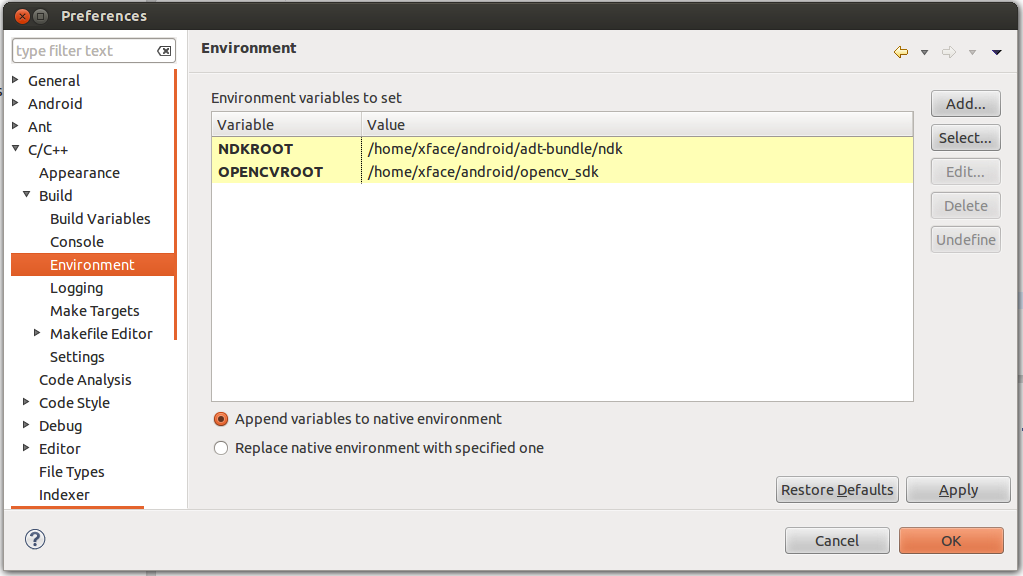 Preferences
type filter text
General
Android
Ant
C/C++
Appearance
Build
Build Variables
Console
Environment
Logging
Make Targets
Makefile Editor
Settings
Code Analysis
Code Style
Debug
Editor
File Types
Indexer
Environment
Environment variables to set
Variable Value
NDKROOT /home/xface/android/adt-bundle/ndk
OPENCVROOT /home/xface/android/opencv_sdk
Add...
Select...
Edit...
Delete
Undefine
Append variables to native environment
Replace native environment with specified one
Restore Defaults Apply
? Cancel OK